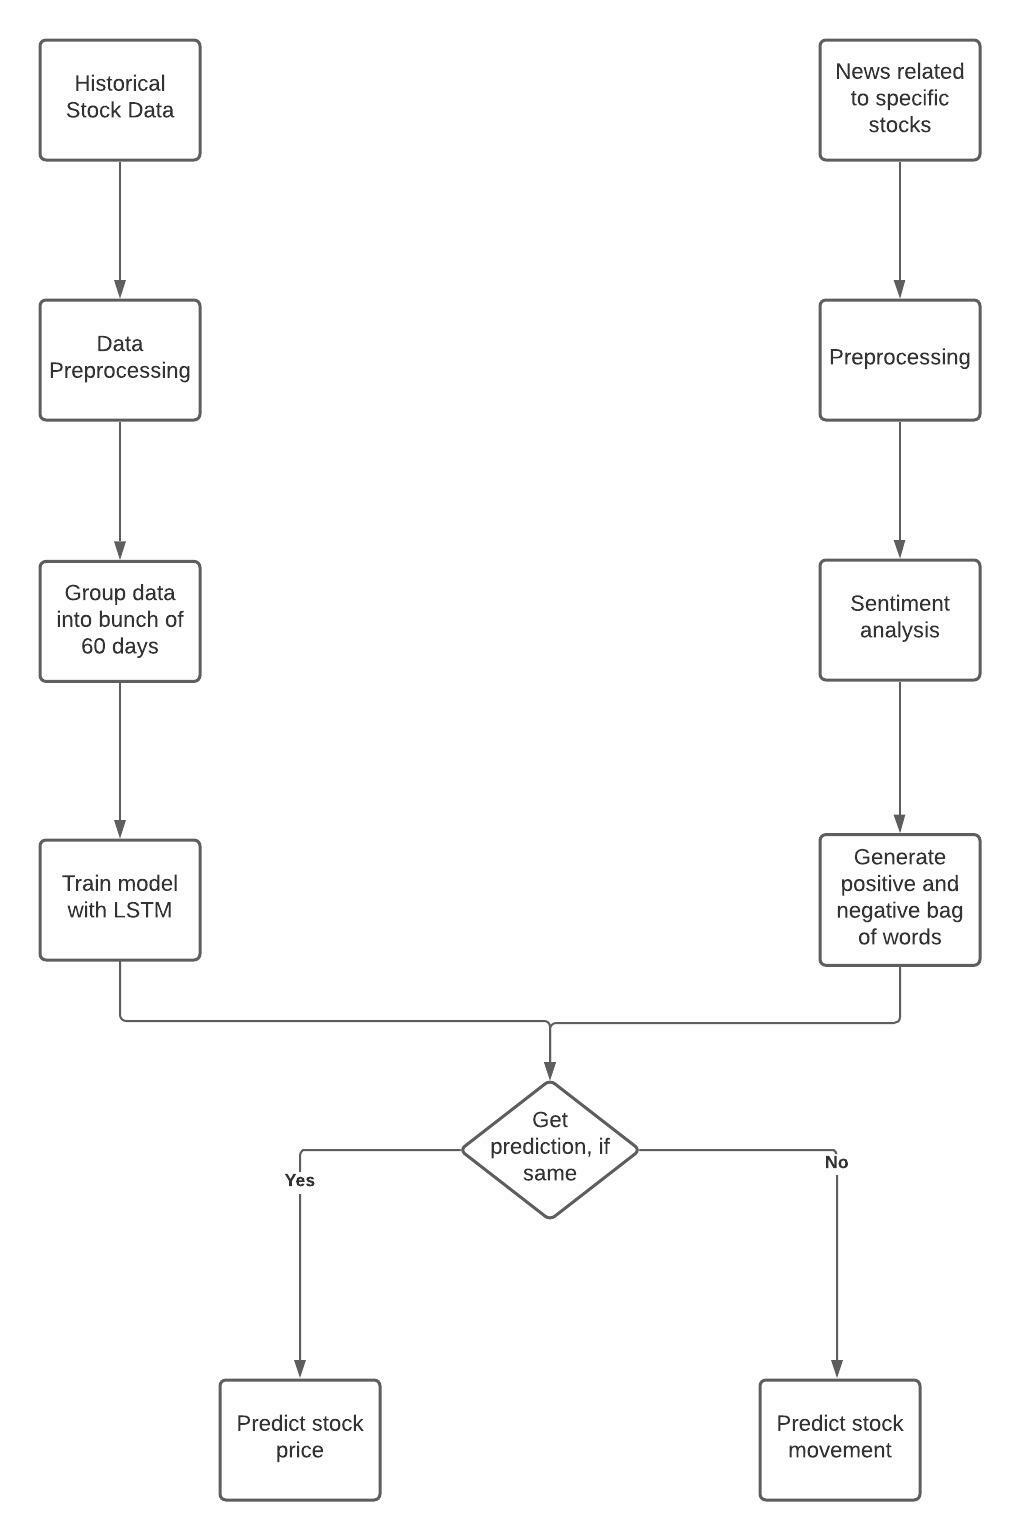 Historical
Stock Data
News related
to specific
stocks
Data
Preprocessing
Preprocessing
Group data
into bunch of
60 days
Sentiment
analysis
Train model
with LSTM
Generate
positive and
negative bag
of words
Get
prediction, if
same
Yes
No
Predict stock
price
Predict stock
movement